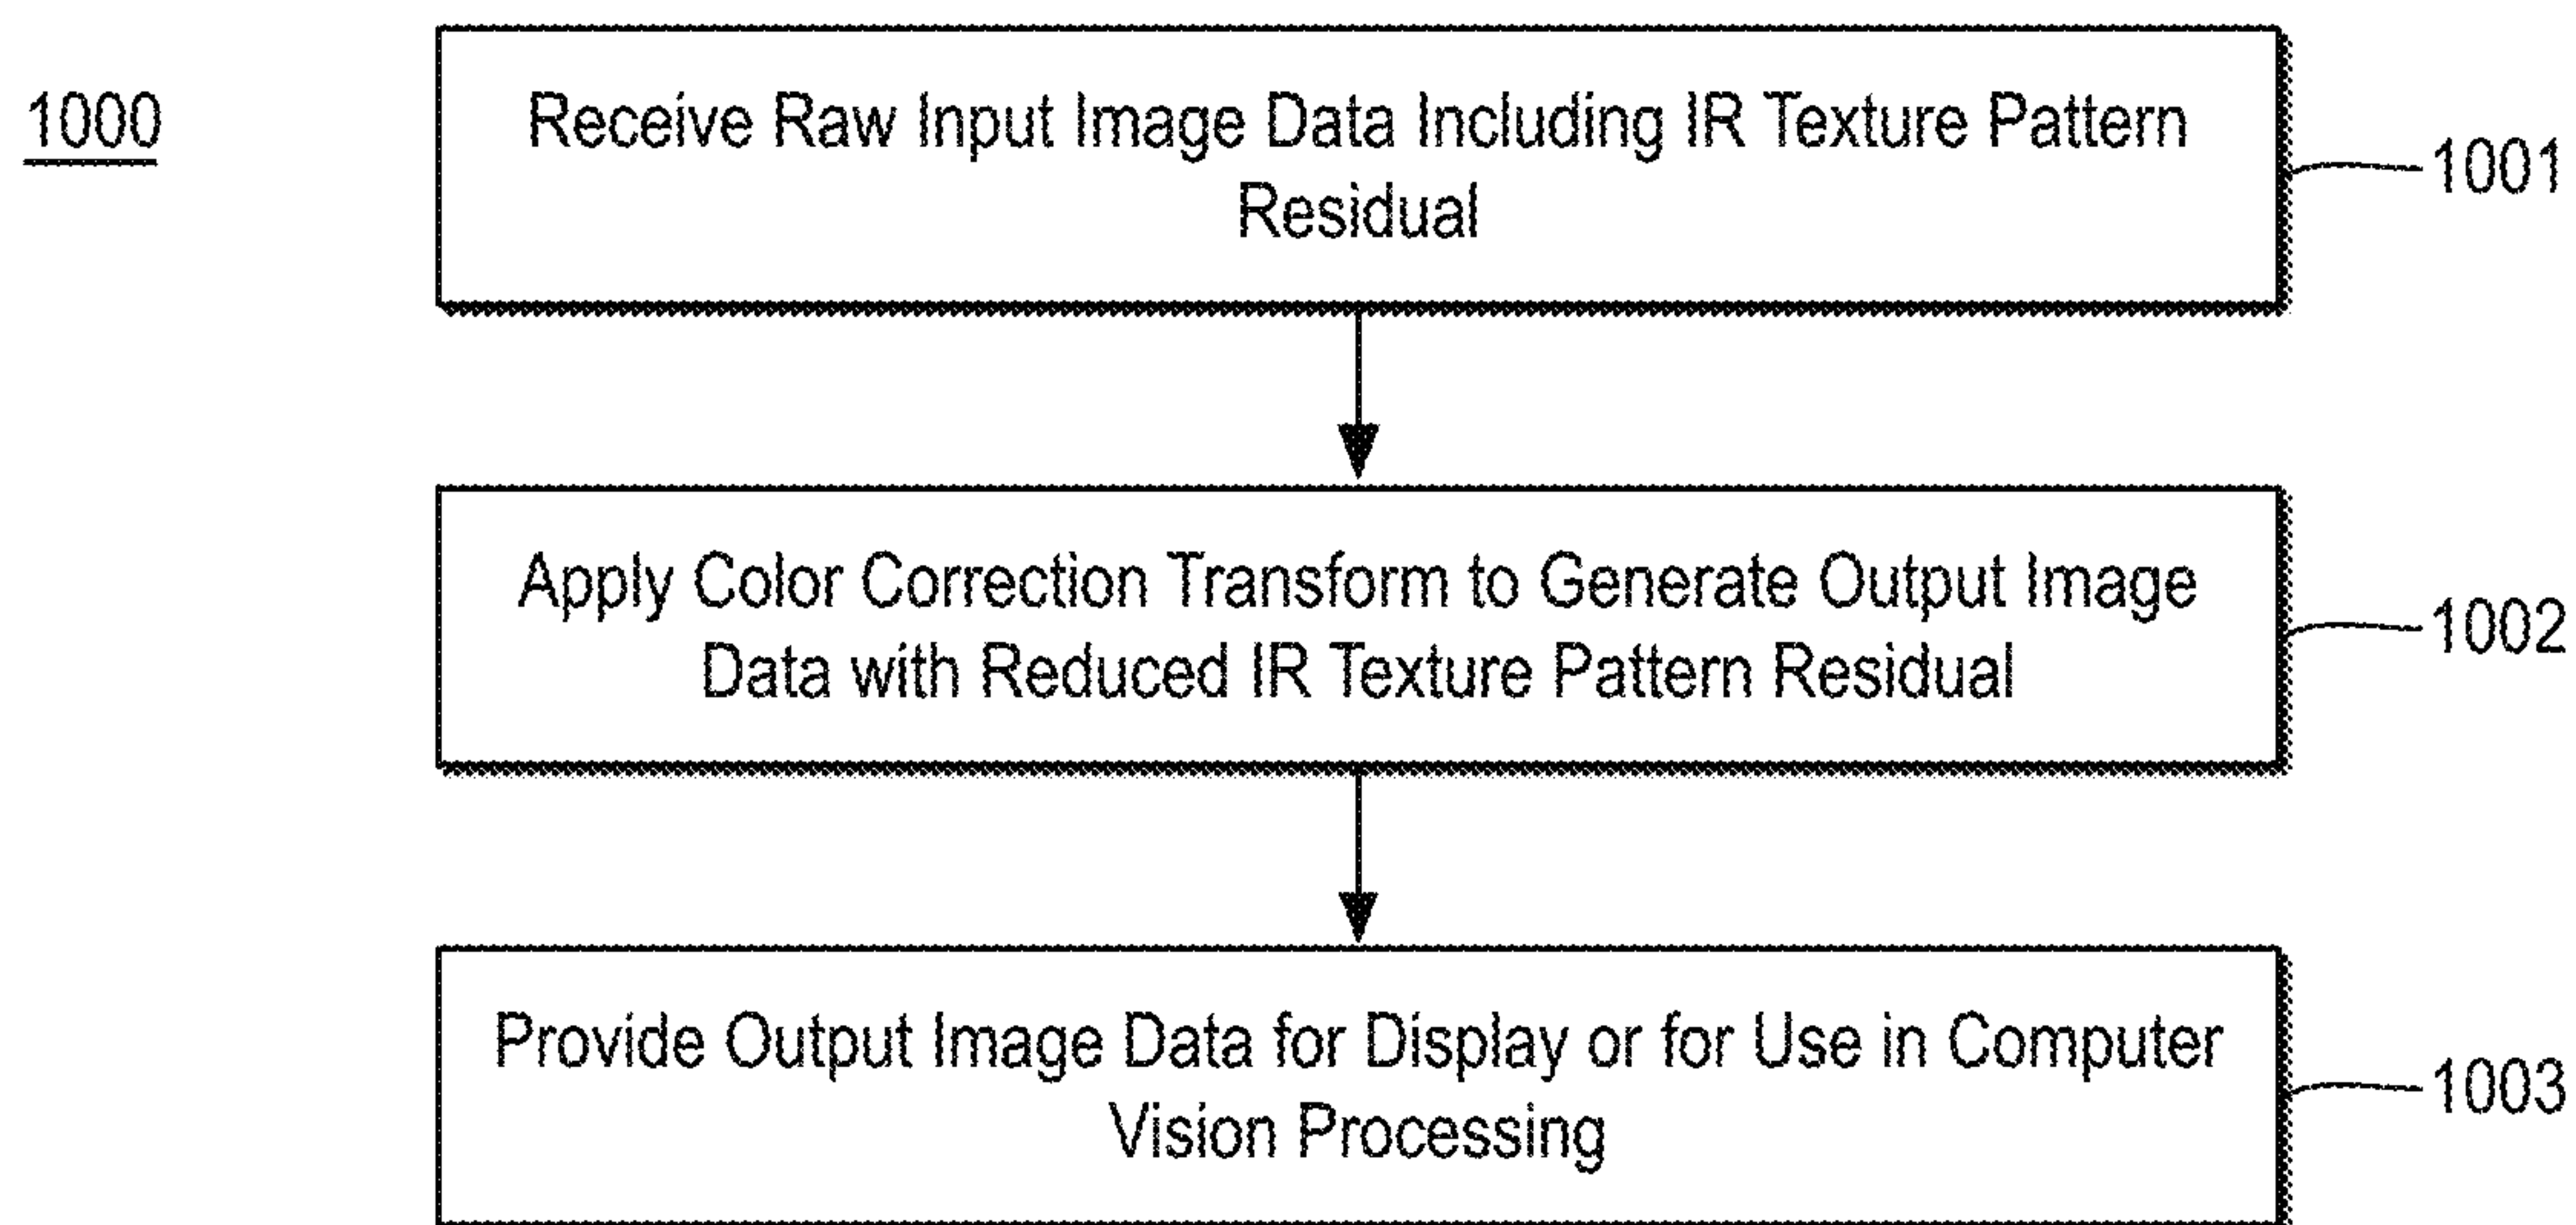 1000
Receive Raw Input Image Data Including IR Texture Pattern
Residual
1001
Apply Color Correction Transform to Generate Output Image
Data with Reduced IR Texture Pattern Residual
1002
Provide Output Image Data for Display or for Use in Computer
Vision Processing
1003